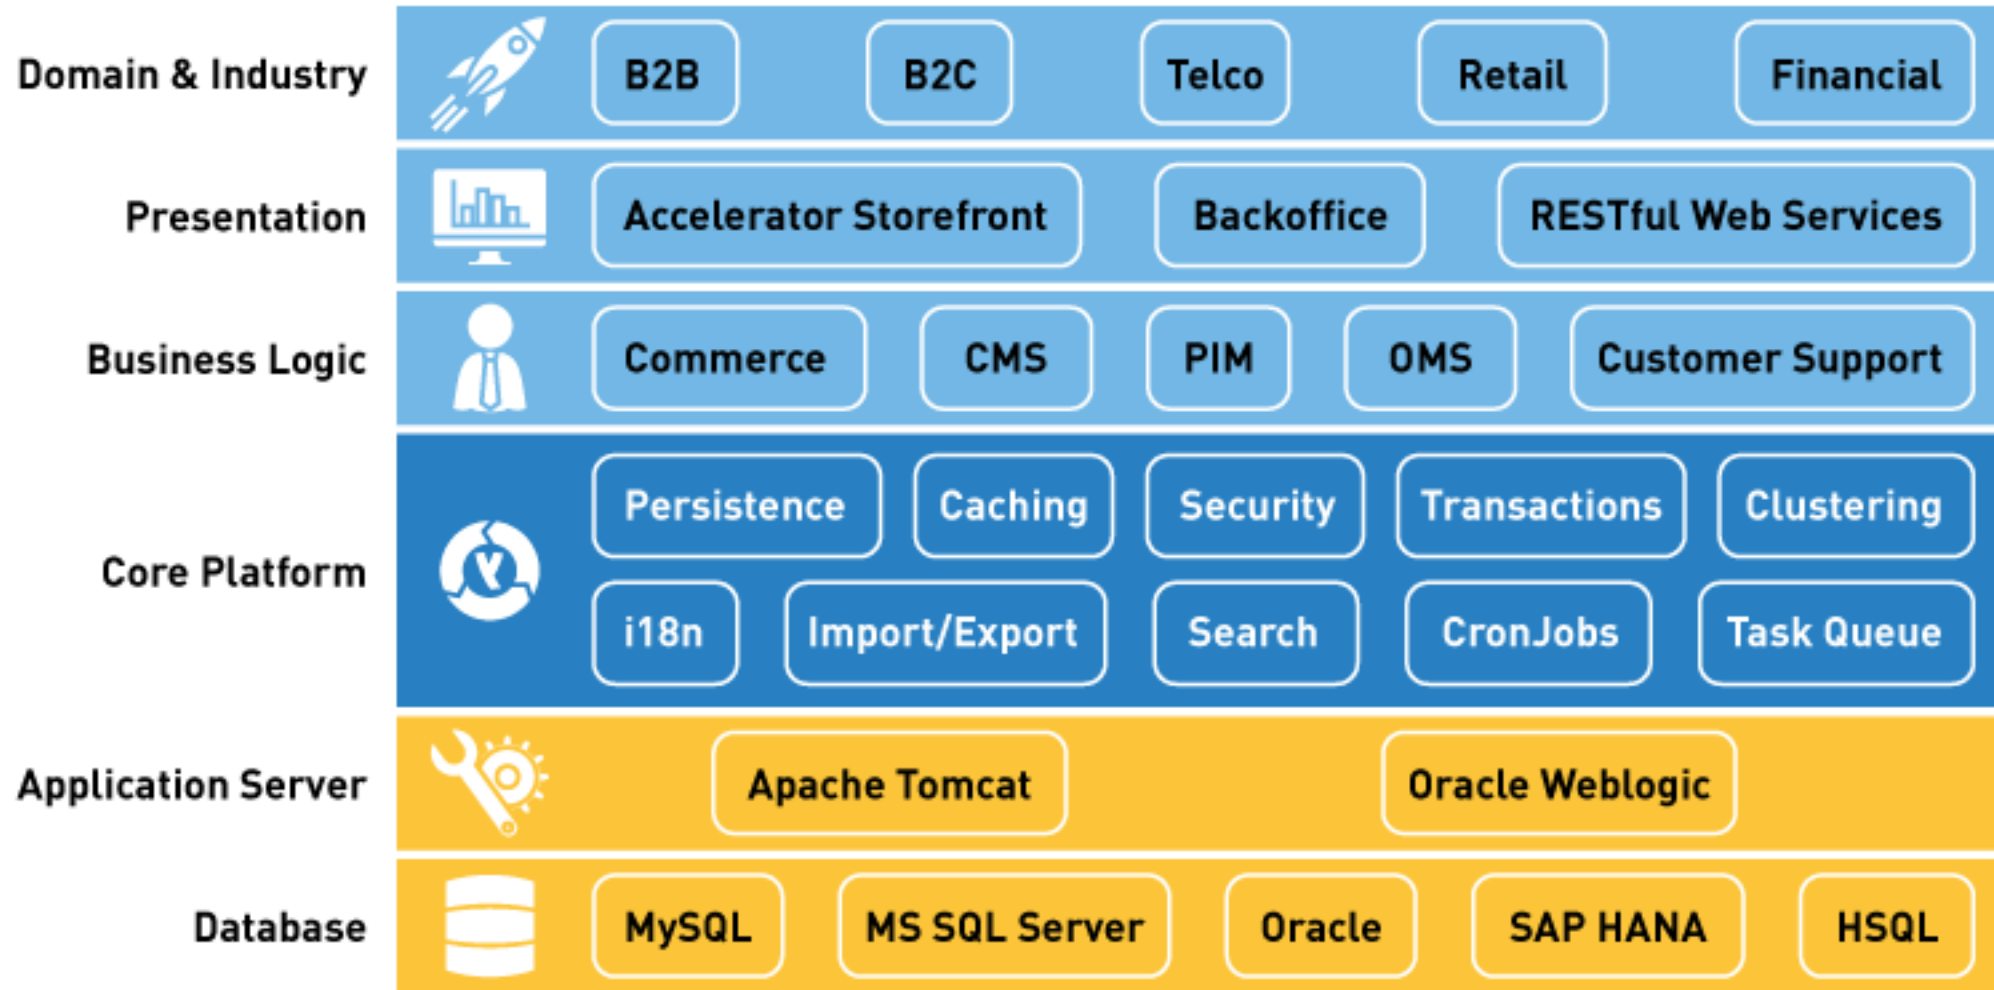 Domain & Industry
B2B
B2C
Telco
Retail
Financial
Presentation
Accelerator Storefront
Backoffice
RESTful Web Services
Business Logic
Commerce
CMS
PIM
OMS
Customer Support
Core Platform
Persistence
Caching
Security
Transactions
Clustering
i18n
Import/Export
Search
CronJobs
Task Queue
Application Server
Apache Tomcat
Oracle Weblogic
Database
MySQL
MS SQL Server
Oracle
SAP HANA
HSQL